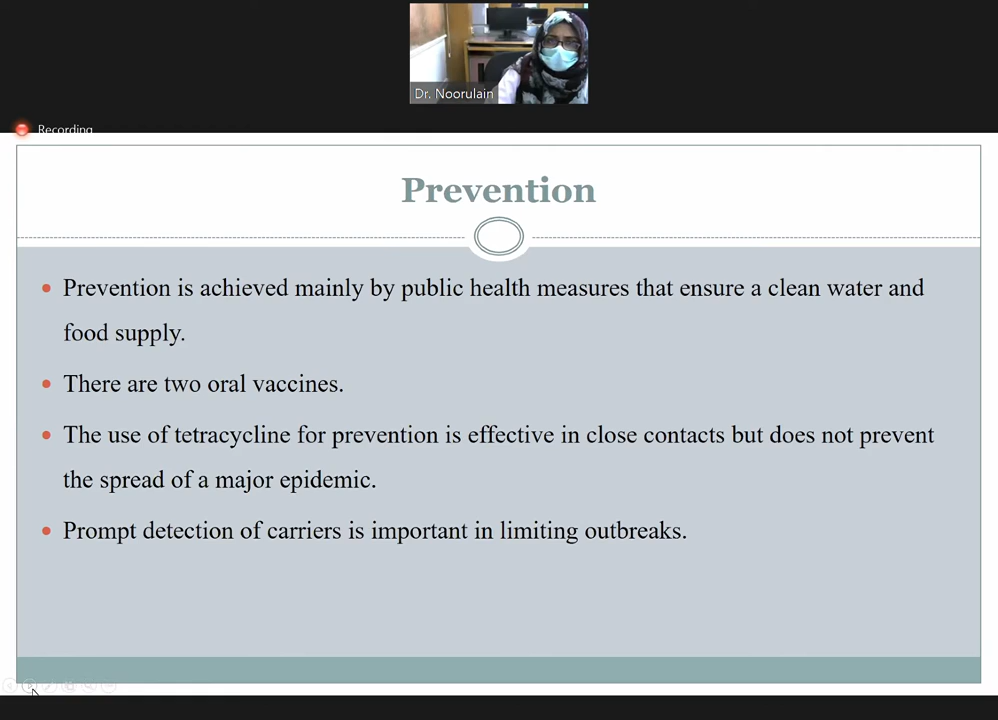 Dr. Noorulain
Recording
Prevention
Prevention is achieved mainly by public health measures that ensure a clean water and
food supply.
There are two oral vaccines.
The use of tetracycline for prevention is effective in close contacts but does not prevent
the spread of a major epidemic.
Prompt detection of carriers is important in limiting outbreaks.